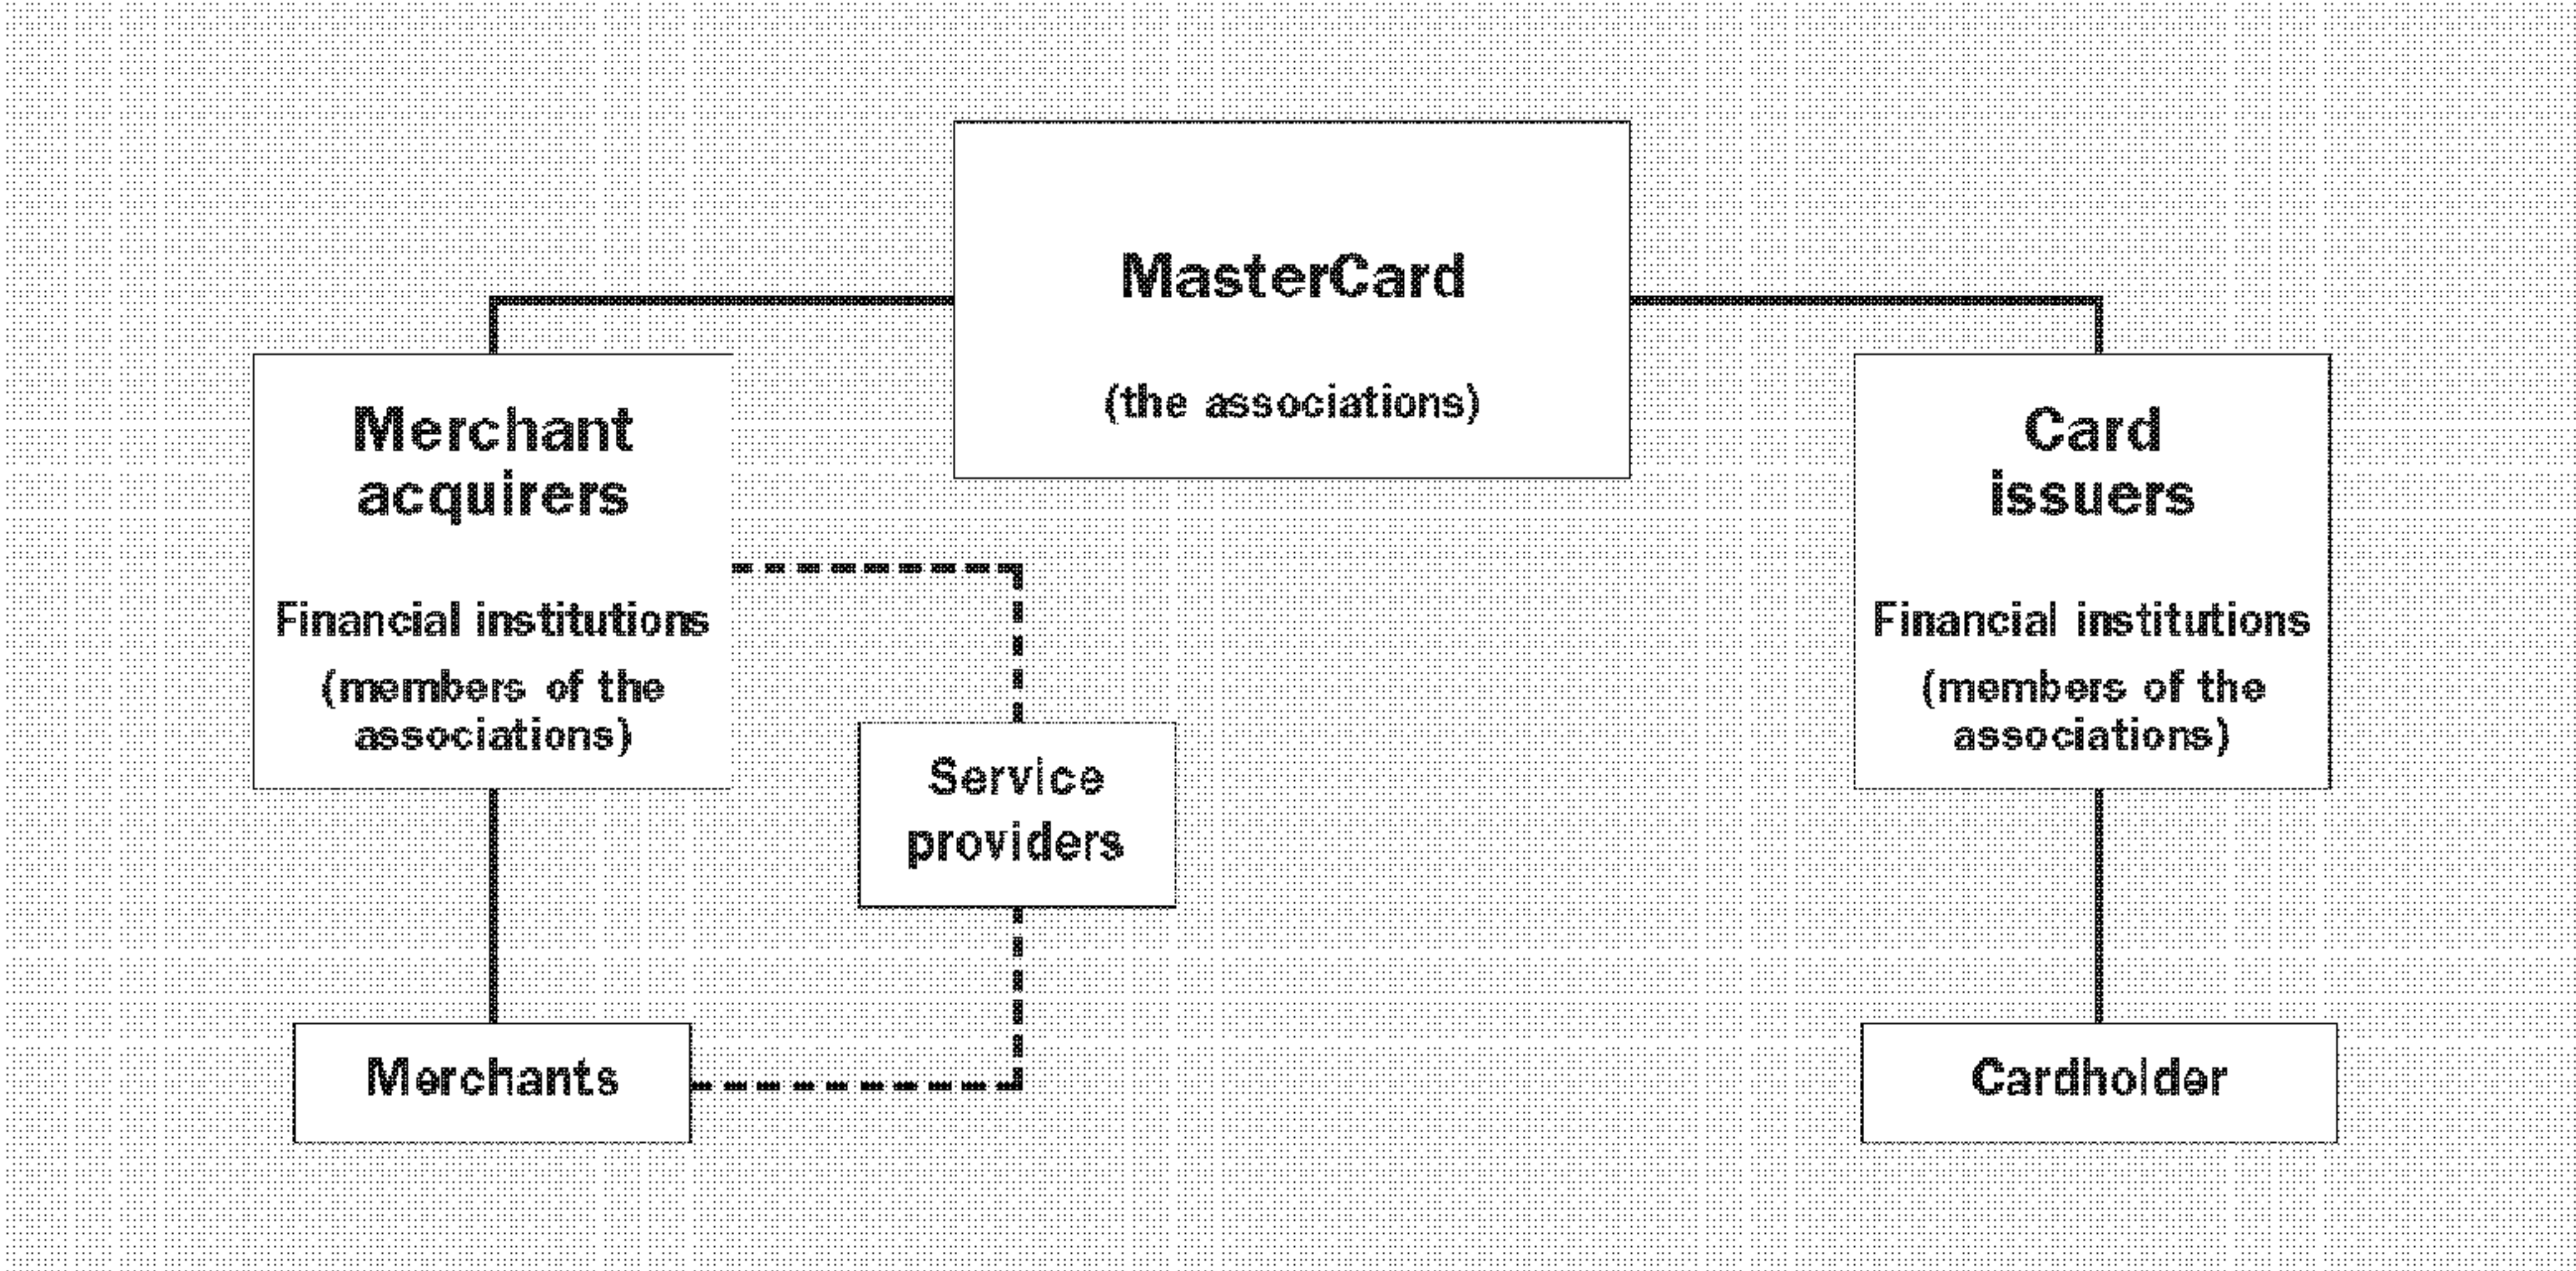 MasterCard
(the associations)
Merchant
acquirers
Financial institutions
(members of the
associations)
Card
issuers
Financial institutions
(members of the
associations)
Service
providers
Merchants
Cardholder